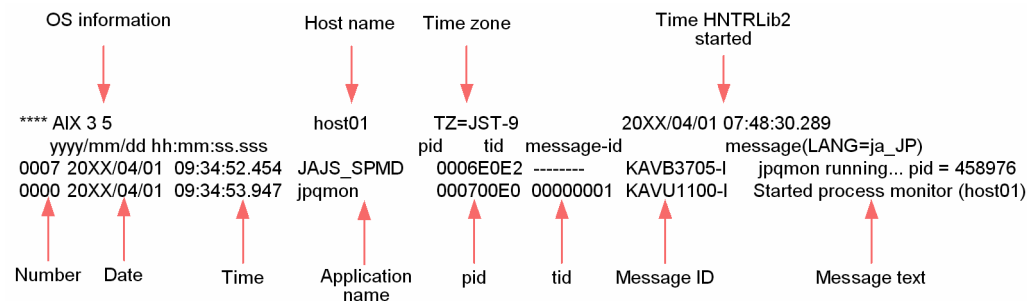 OS information Host name Time zone Time HNTRLib2
started
**** AIX 3 5 host01 TZ=JST-9 20XX/04/01 07:48:30.289
yyyy/mm/dd hh:mm:ss.sss pid tid message-id message(LANG=ja_JP)
0007 20XX/04/01 09:34:52.454 JAJS_SPMD 0006E0E2 -------- KAVB3705-I jpqmon running... pid = 458976
0000 20XX/04/01 09:34:53.947 jpqmon 000700E0 00000001 KAVU1100-I Started process monitor (host01)
Number Date Time Application pid tid Message ID Message text
name